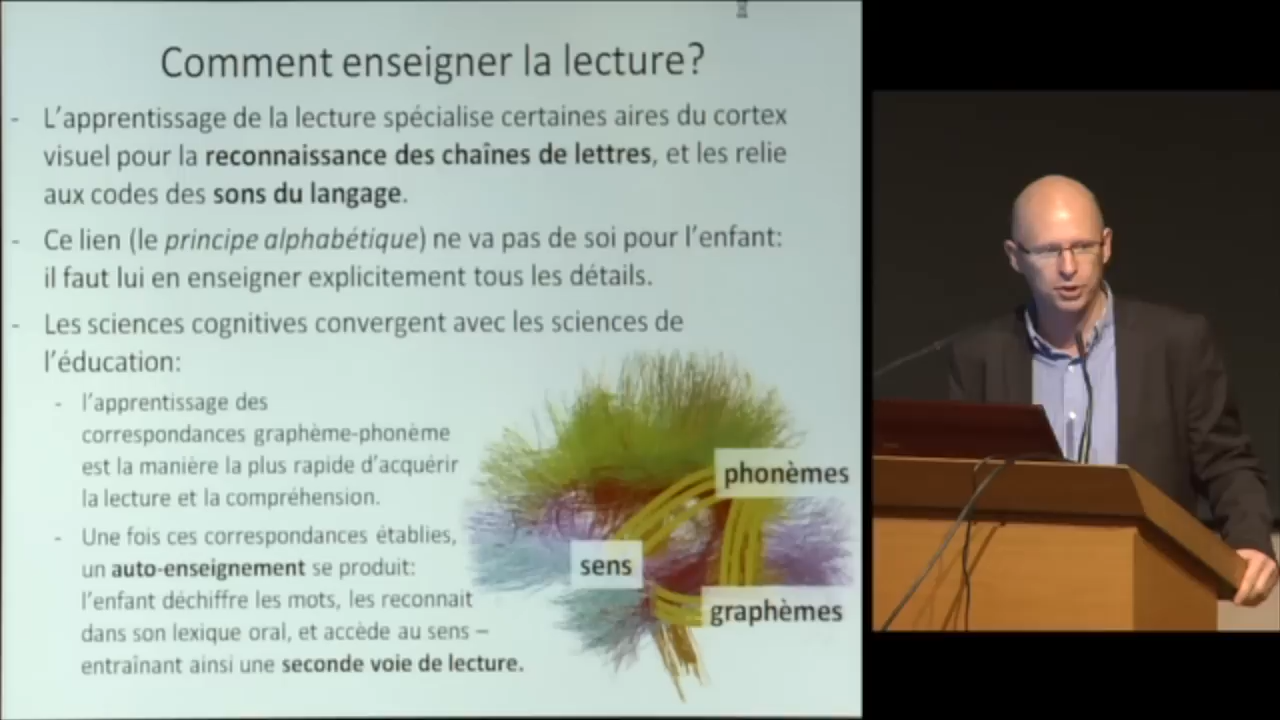 Comment enseigner la lecture?
- L'apprentissage de la lecture spécialise certaines aires du cortex
visuel pour la reconnaissance des chaînes de lettres, et les relie
aux codes des sons du langage.
- Ce lien (le principe alphabétique) ne va pas de soi pour l'enfant:
il faut lui en enseigner explicitement tous les détails.
- Les sciences cognitives convergent avec les sciences de
l'éducation:
- l'apprentissage des
correspondances graphème-phonème
est la manière la plus rapide d'acquérir
la lecture et la compréhension.
- Une fois ces correspondances établies,
un auto-enseignement se produit:
l'enfant déchiffre les mots, les reconnait
dans son lexique oral, et accède au sens –
entraînant ainsi une seconde voie de lecture.
phonèmes
sens
graphèmes